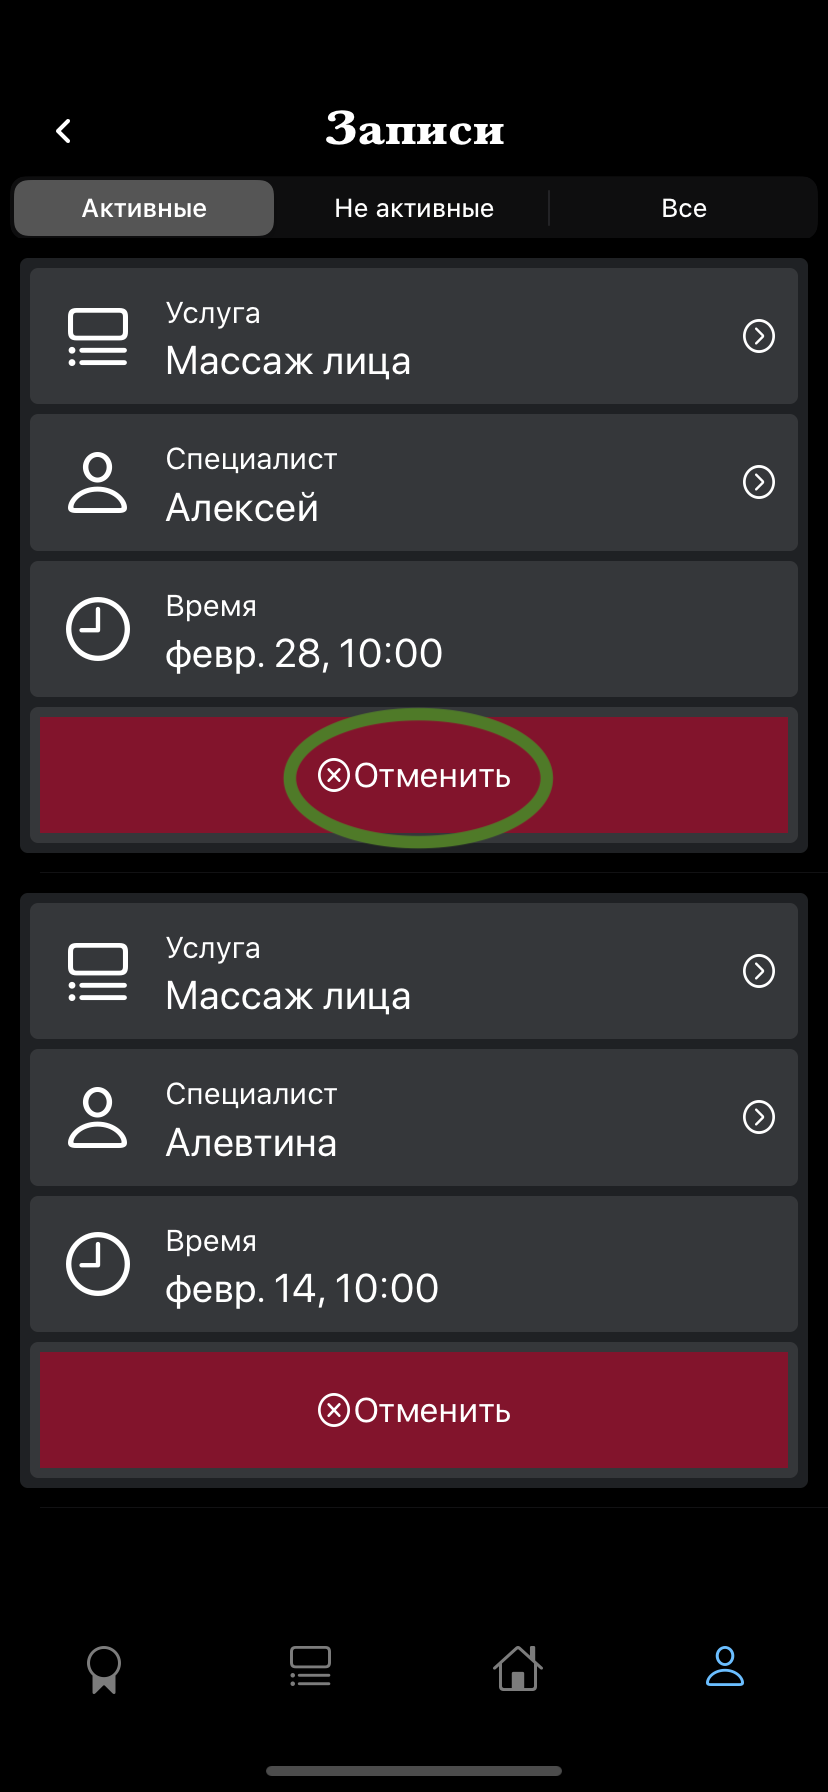 Записи
Активные
Не активные
Все
Услуга
Массаж лица
Специалист
Алексей
Время
февр. 28, 10:00
Отменить
Услуга
Массаж лица
Специалист
Алевтина
Время
февр. 14, 10:00
Отменить